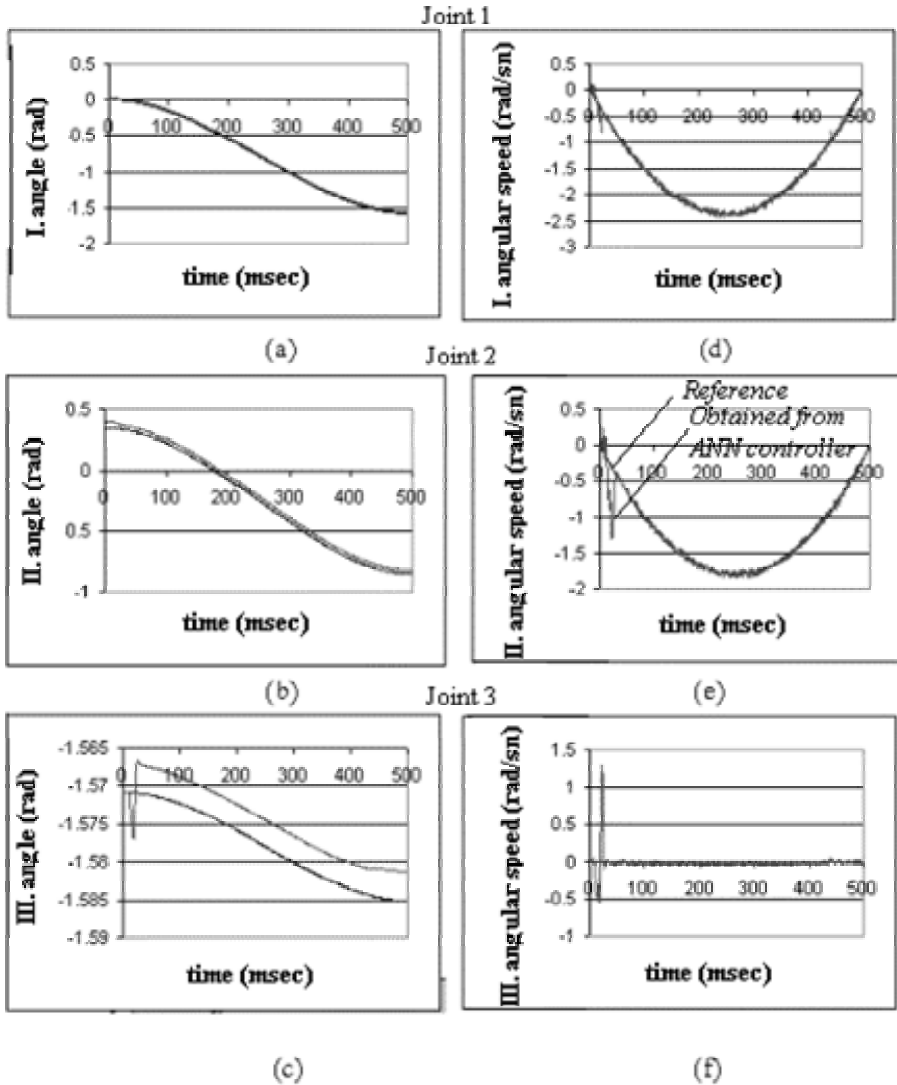 Joint 1
I. angle (rad)
0.5
0
-0.5
-1
-1.5
-2
0 100 200 300 400 500
time (msec)
(a)
I. angular speed (rad/sn)
0.5
0
-0.5
-1
-1.5
-2
-2.5
-3
0 100 200 300 400 500
time (msec)
(d)
Joint 2
II. angle (rad)
0.5
0
0.5
-1
0 100 200 300 400 500
time (msec)
(b)
II. angular speed (rad/sn)
0.5
0
-0.5
-1
-1.5
-2
0 100 200 300 400 500
Reference
Obtained from
ANN controller
time (msec)
(e)
Joint 3
III. angle (rad)
-1.565
-1.57
-1.575
-1.58
-1.585
-1.59
0 100 200 300 400 500
time (msec)
(c)
III. angular speed (rad/sn)
1.5
1
0.5
0
-0.5
-1
0 100 200 300 400 500
time (msec)
(f)